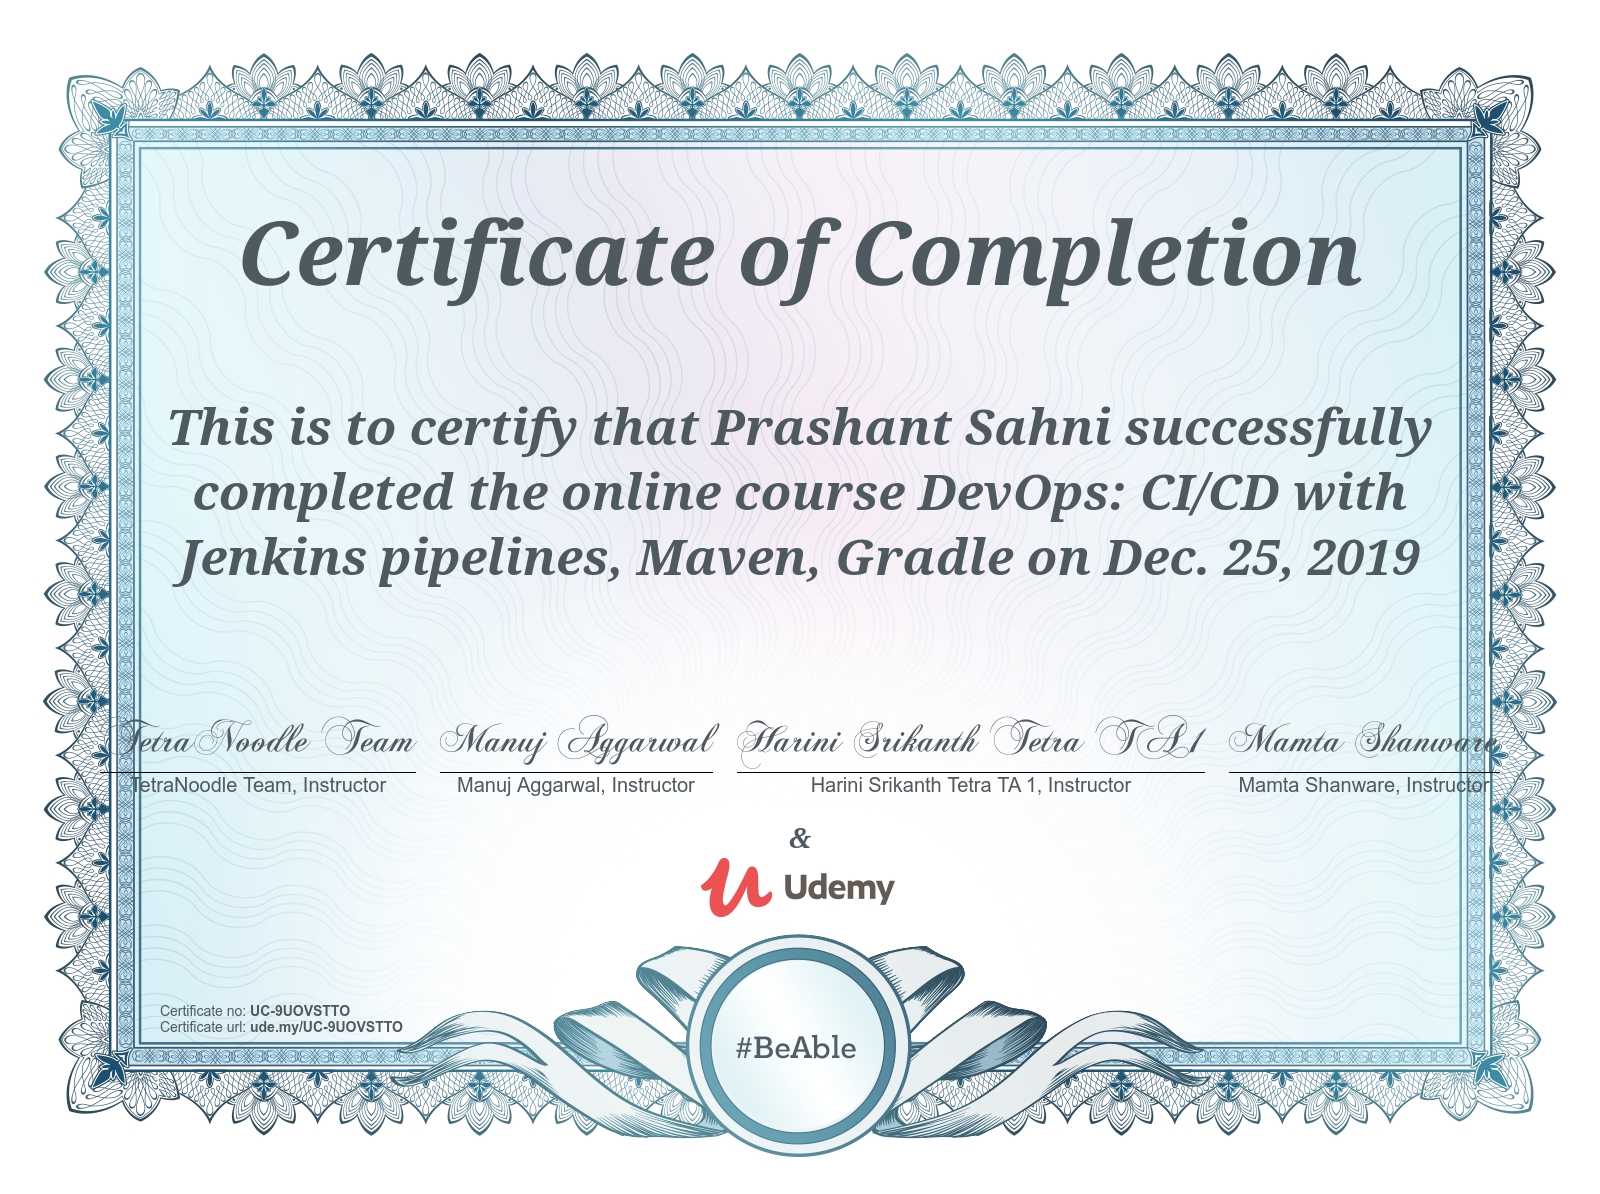 Certificate of Completion
This is to certify that Prashant Sahni successfully
completed the online course DevOps: CI/CD with
Jenkins pipelines, Maven, Gradle on Dec. 25, 2019
TetraNoodle Team Manuj Aggarwal Harini Srikanth Tetra TA 1 Mamta Shanware
TetraNoodle Team, Instructor Manuj Aggarwal, Instructor Harini Srikanth Tetra TA 1, Instructor Mamta Shanware, Instructor
&
Udemy
Certificate no: UC-9UOVSTTO
Certificate url: ude.my/UC-9UOVSTTO
#BeAble